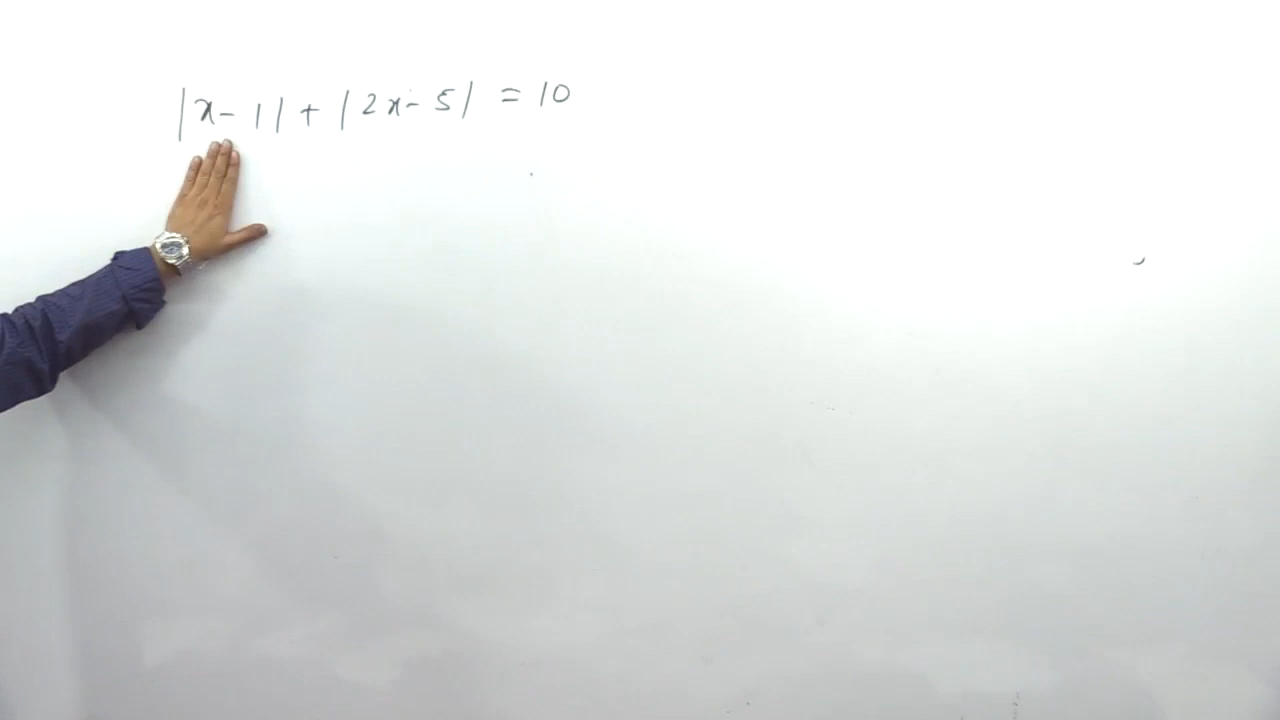 |x-1| + |2x-5| = 10